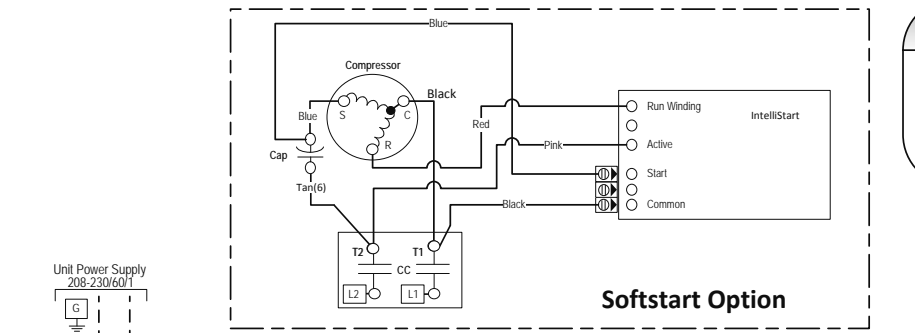 Blue
Compressor
Black
S
C
Blue
R
Red
Run Winding
IntelliStart
Pink
Active
Cap
Start
Tan(6)
Black
Common
T2
T1
CC
L2
L1
Unit Power Supply
208-230/60/1
G
Softstart Option